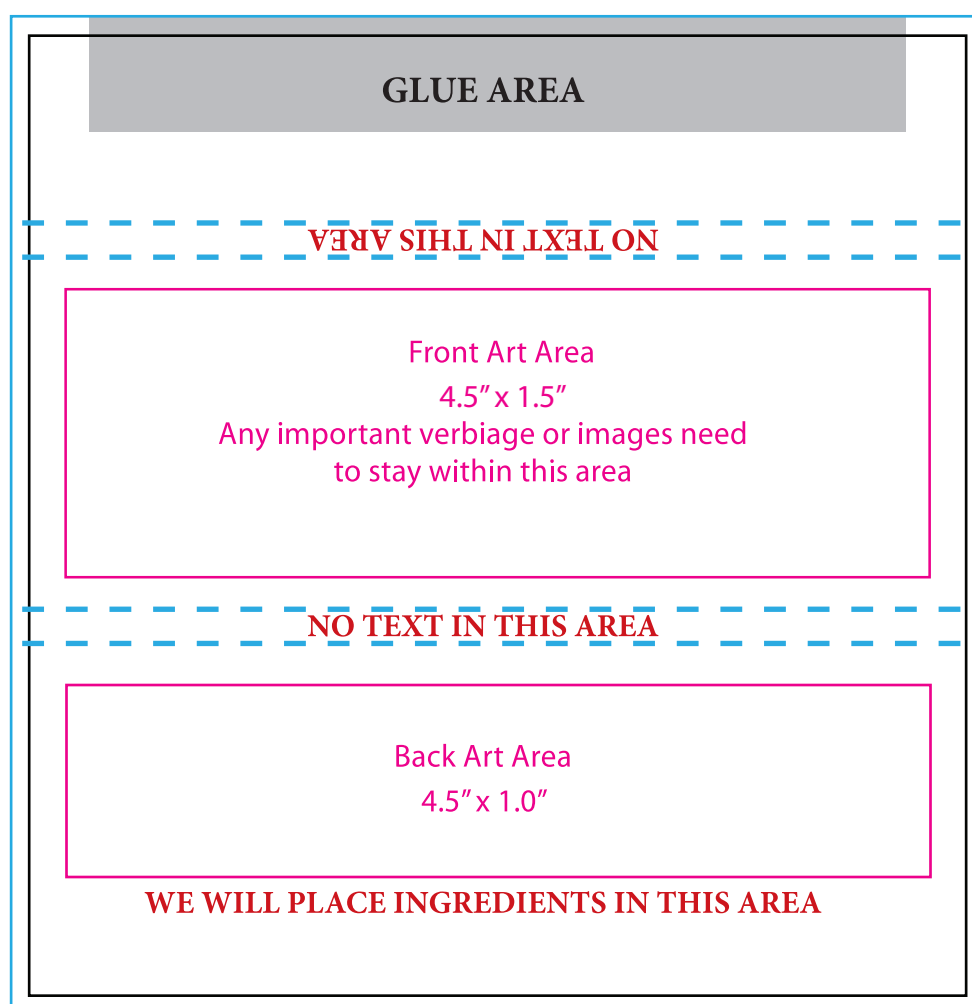 GLUE AREA
NO TEXT IN THIS AREA
Front Art Area
4.5” x 1.5”
Any important verbiage or images need
to stay within this area
NO TEXT IN THIS AREA
Back Art Area
4.5” x 1.0”
WE WILL PLACE INGREDIENTS IN THIS AREA